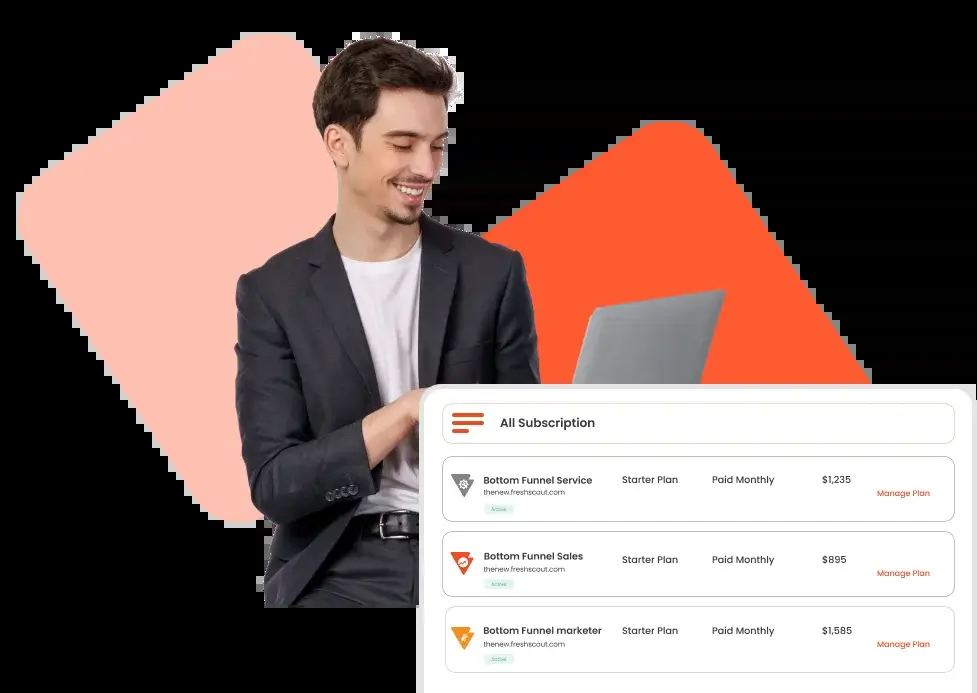 All Subscription
Bottom Funnel Service Starter Plan Paid Monthly $1,235
thenew.freshscout.com Manage Plan
Active
Bottom Funnel Sales Starter Plan Paid Monthly $895
thenew.freshscout.com Manage Plan
Active
Bottom Funnel marketer Starter Plan Paid Monthly $1,585
thenew.freshscout.com Manage Plan
Active